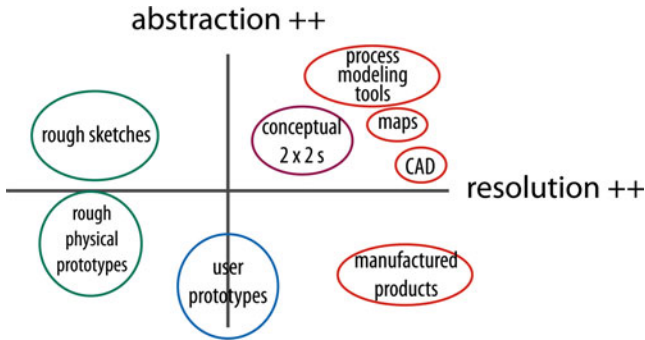 abstraction ++
process
modeling
tools
rough sketches
conceptual
2 x 2 s
maps
CAD
resolution ++
rough
physical
prototypes
user
prototypes
manufactured
products